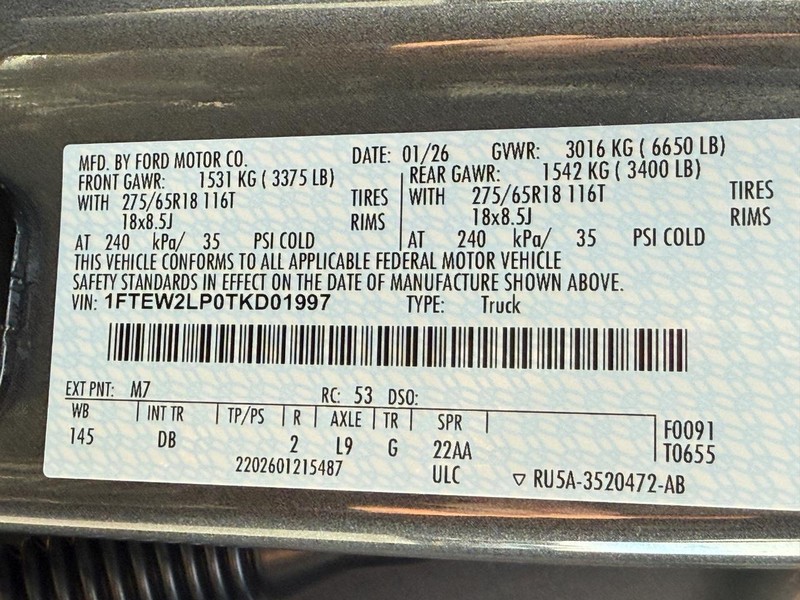 MFD. BY FORD MOTOR CO. DATE: 01/26 GVWR: 3016 KG ( 6650 LB)
FRONT GAWR: 1531 KG ( 3375 LB) REAR GAWR: 1542 KG ( 3400 LB)
WITH 275/65R18 116T TIRES WITH 275/65R18 116T TIRES
18x8.5J RIMS 18x8.5J RIMS
AT 240 kPa/ 35 PSI COLD AT 240 kPa/ 35 PSI COLD
THIS VEHICLE CONFORMS TO ALL APPLICABLE FEDERAL MOTOR VEHICLE
SAFETY STANDARDS IN EFFECT ON THE DATE OF MANUFACTURE SHOWN ABOVE.
VIN: 1FTEW2LP0TKD01997 TYPE: Truck
EXT PNT: M7 RC: 53 DSO:
WB INT TR TP/PS R AXLE TR SPR F0091
145 DB 2 L9 G 22AA T0655
2202601215487 ULC ▽ RU5A-3520472-AB